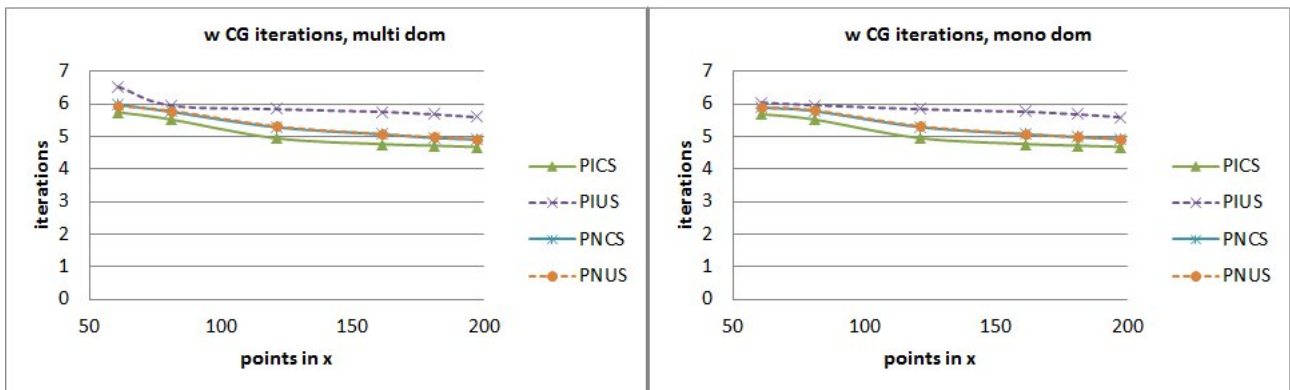 w CG iterations, multi dom
7
6
5
4
3
2
1
0
iterations
50
100
150
200
points in x
PICS
PIUS
PNCS
PNUS
w CG iterations, mono dom
7
6
5
4
3
2
1
0
iterations
50
100
150
200
points in x
PICS
PIUS
PNCS
PNUS